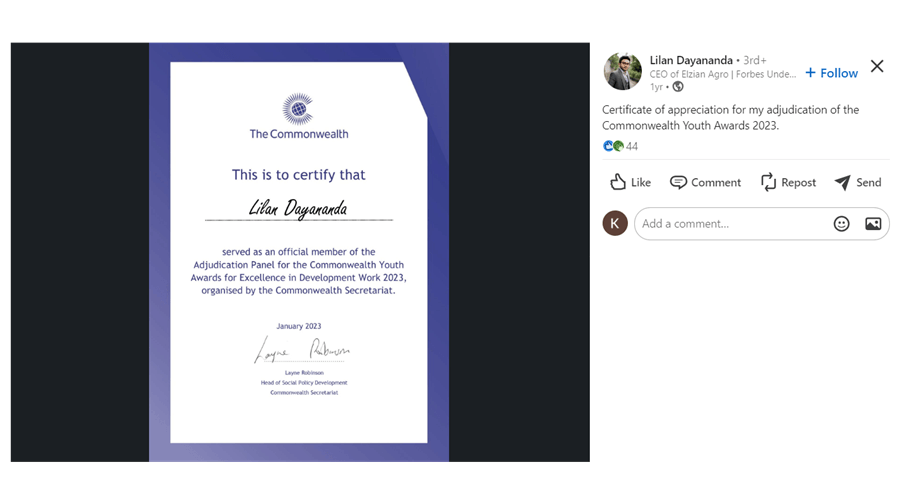 The Commonwealth
This is to certify that
Lilan Dayananda
served as an official member of the
Adjudication Panel for the Commonwealth Youth
Awards for Excellence in Development Work 2023,
organised by the Commonwealth Secretariat.
January 2023
Layne Robinson
Layne Robinson
Head of Social Policy Development
Commonwealth Secretariat
Lilan Dayananda • 3rd+
CEO of Elzian Agro | Forbes Unde...
+ Follow
1yr •
Certificate of appreciation for my adjudication of the
Commonwealth Youth Awards 2023.
44
Like Comment Repost Send
K
Add a comment...